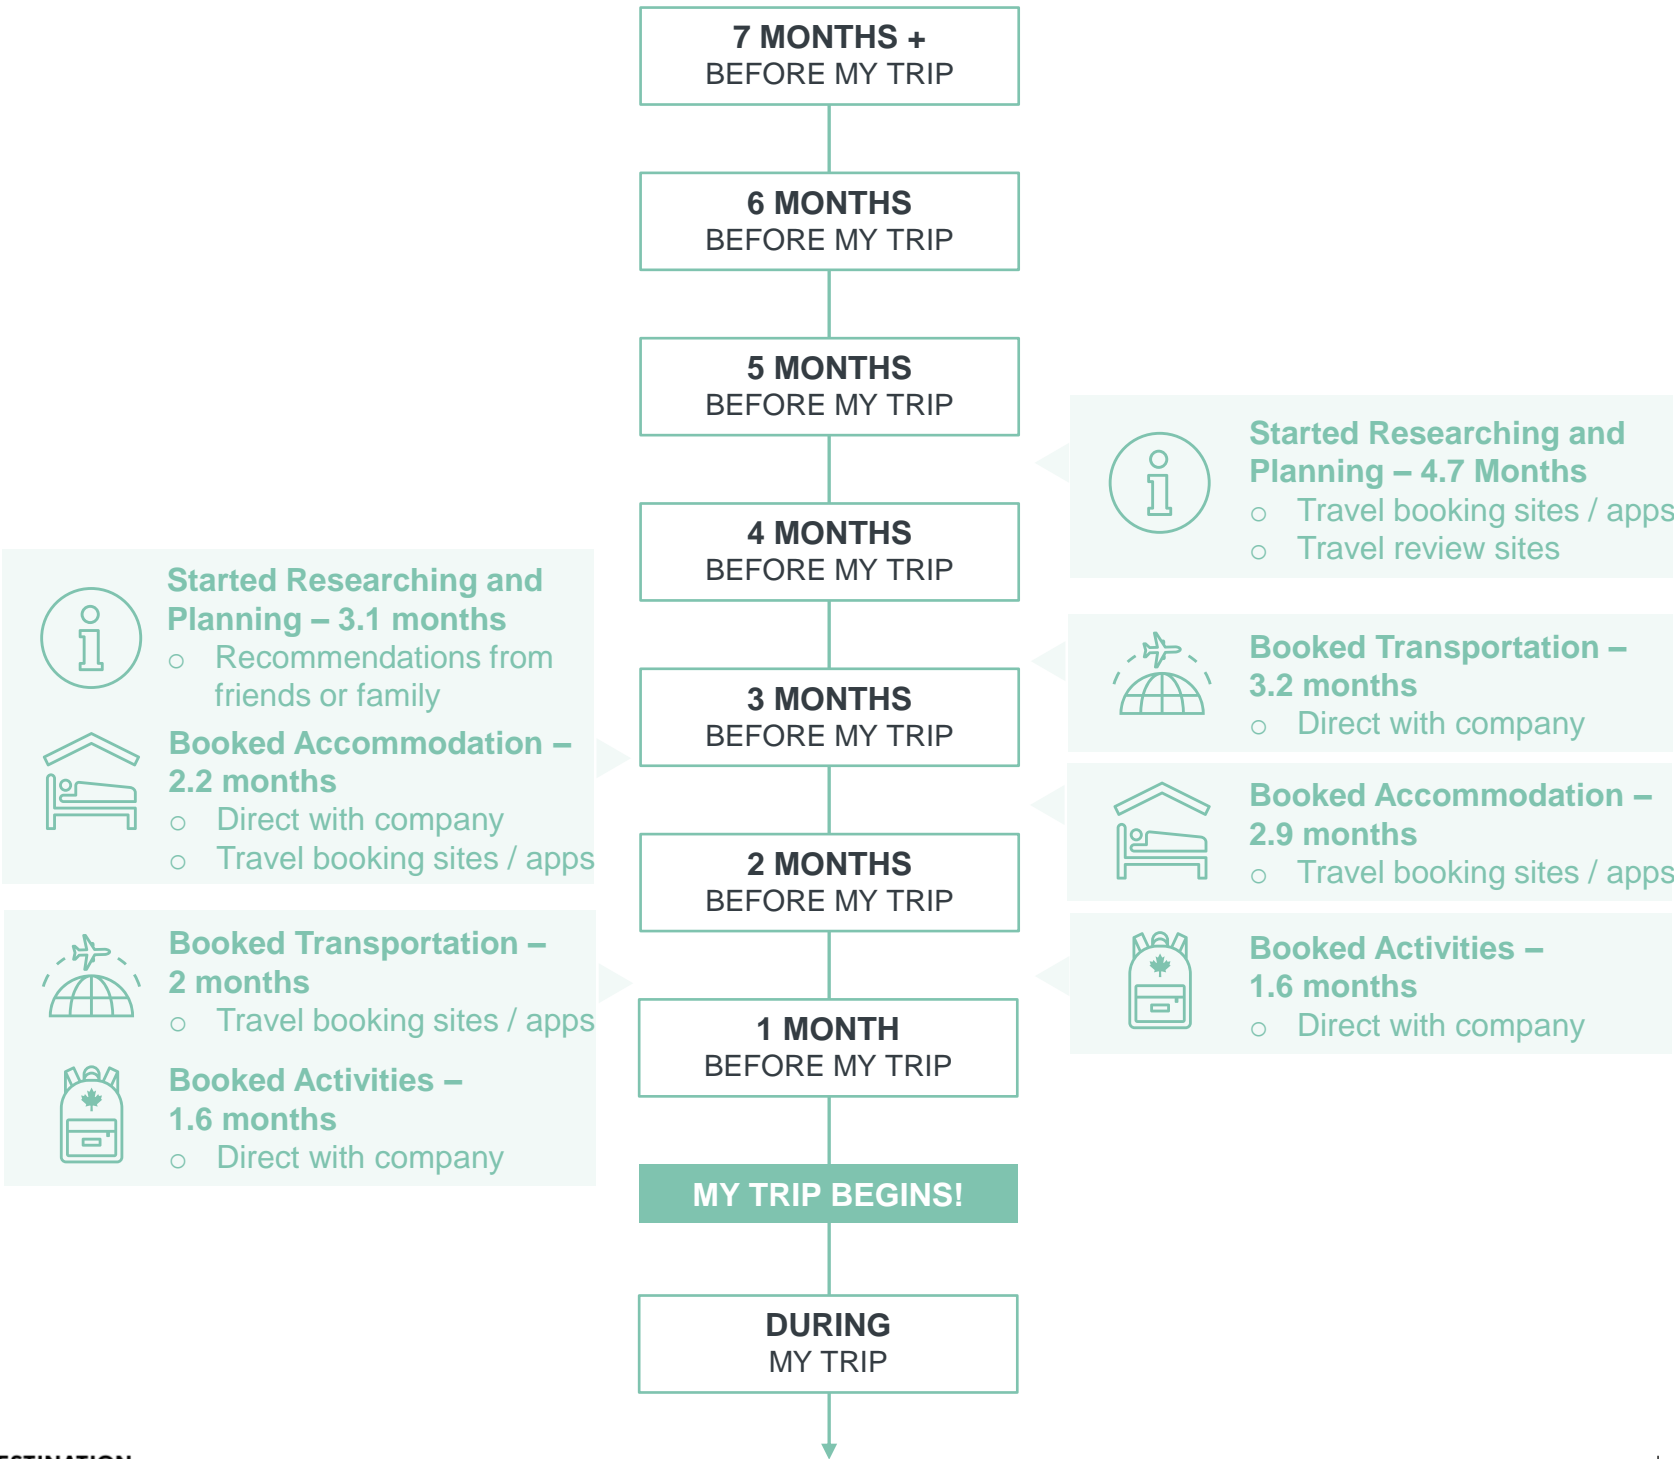 7 MONTHS +
BEFORE MY TRIP
6 MONTHS
BEFORE MY TRIP
5 MONTHS
BEFORE MY TRIP
4 MONTHS
BEFORE MY TRIP
3 MONTHS
BEFORE MY TRIP
2 MONTHS
BEFORE MY TRIP
1 MONTH
BEFORE MY TRIP
MY TRIP BEGINS!
DURING
MY TRIP
Started Researching and
Planning – 3.1 months
○ Recommendations from
friends or family
Booked Accommodation –
2.2 months
○ Direct with company
○ Travel booking sites / apps
Booked Transportation –
2 months
○ Travel booking sites / apps
Booked Activities –
1.6 months
○ Direct with company
Started Researching and
Planning – 4.7 Months
○ Travel booking sites / apps
○ Travel review sites
Booked Transportation –
3.2 months
○ Direct with company
Booked Accommodation –
2.9 months
○ Travel booking sites / apps
Booked Activities –
1.6 months
○ Direct with company